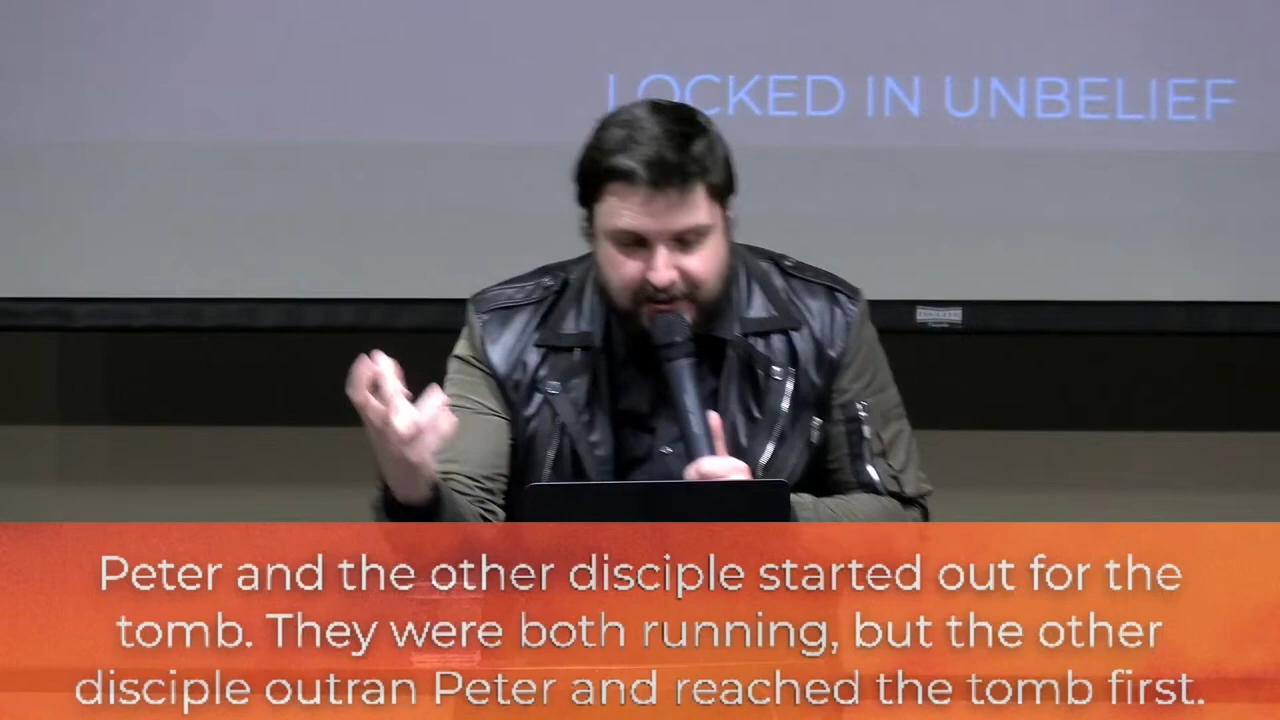 LOCKED IN UNBELIEF
Peter and the other disciple started out for the
tomb. They were both running, but the other
disciple outran Peter and reached the tomb first.